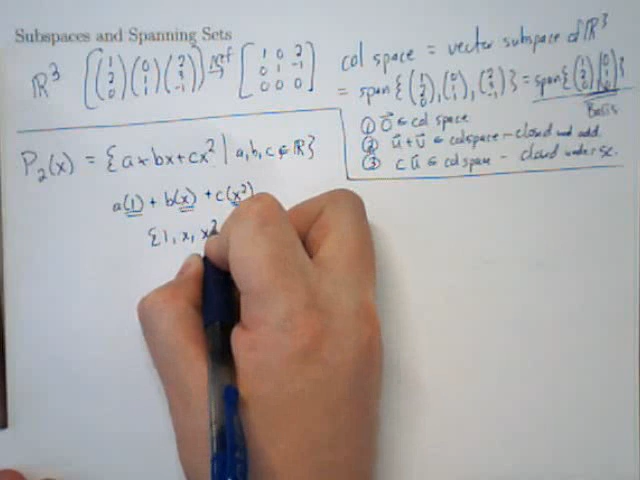 Subspaces and Spanning Sets
ℝ³ [(1 2 0) (0 1 1) (2 3 -1)] rref → [1 0 2
0 1 -1
0 0 0]
col space = vector subspace of ℝ³
= span{(1 2 0), (0 1 1), (2 3 -1)} = span{(1 2 0) (0 1 1)}
Basis
① 0⃗ ∈ col space
② u⃗ + v⃗ ∈ colspace - closed und add.
③ c u⃗ ∈ colspace - closed under sc.
P₂(x) = {a+bx+cx² | a,b,c ∈ ℝ}
a(1) + b(x) + c(x²)
{1, x, x²